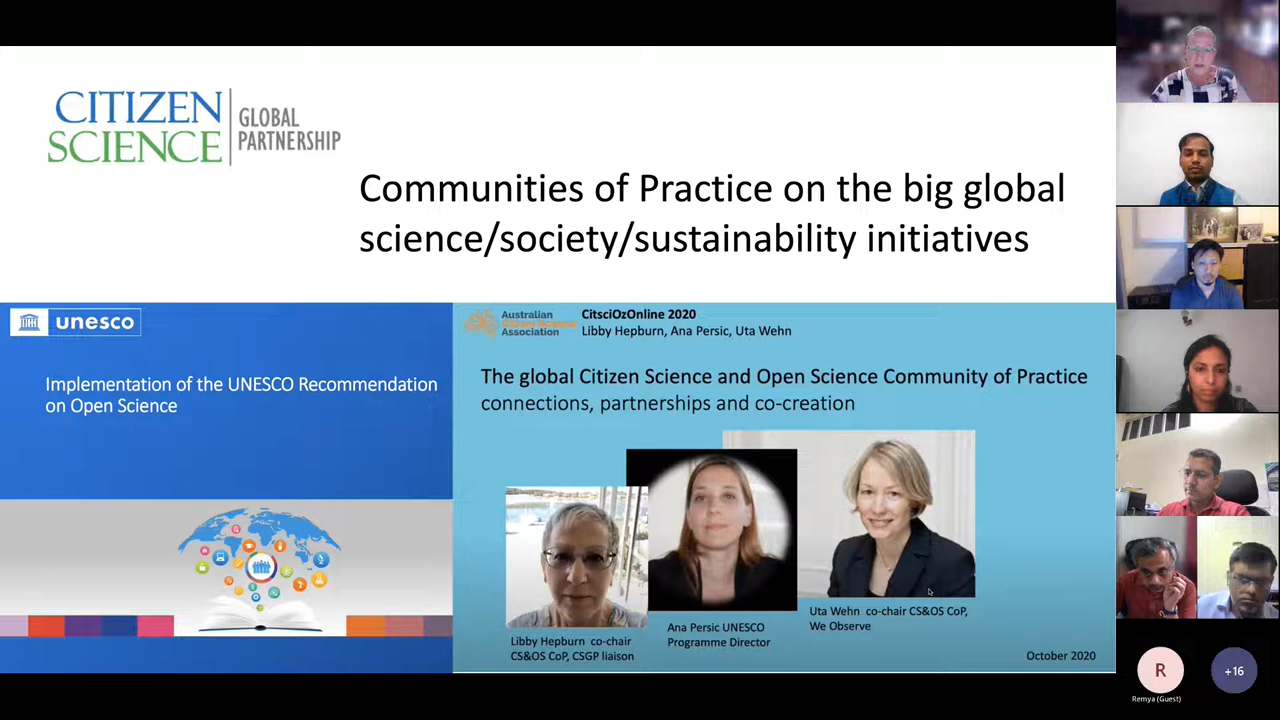 CITIZEN
SCIENCE
GLOBAL
PARTNERSHIP
Communities of Practice on the big global
science/society/sustainability initiatives
unesco
Implementation of the UNESCO Recommendation
on Open Science
Australian
Citizen Science
Association
CitsciOzOnline 2020
Libby Hepburn, Ana Persic, Uta Wehn
The global Citizen Science and Open Science Community of Practice
connections, partnerships and co-creation
Libby Hepburn co-chair
CS&OS CoP, CSGP liaison
Ana Persic UNESCO
Programme Director
Uta Wehn co-chair CS&OS CoP,
We Observe
October 2020
R
Remya (Guest)
+16